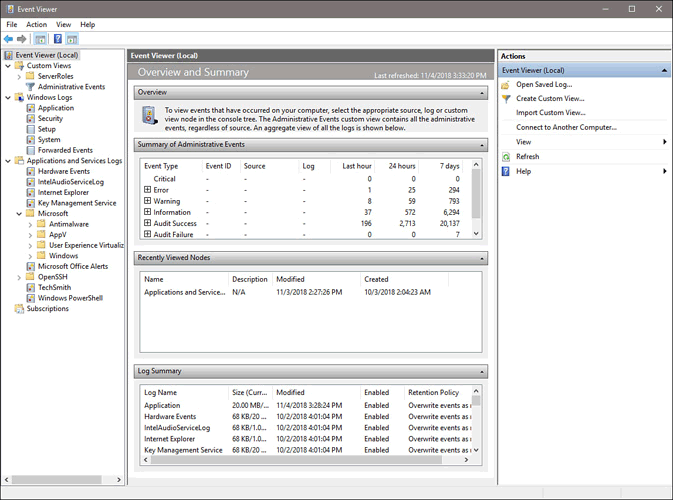 Event Viewer
File Action View Help
Event Viewer (Local)
Custom Views
ServerRoles
Administrative Events
Windows Logs
Application
Security
Setup
System
Forwarded Events
Applications and Services Logs
Hardware Events
IntelAudioServiceLog
Internet Explorer
Key Management Service
Microsoft
Antimalware
AppV
User Experience Virtualiz
Windows
Microsoft Office Alerts
OpenSSH
TechSmith
Windows PowerShell
Subscriptions
Event Viewer (Local)
Overview and Summary Last refreshed: 11/4/2018 3:33:20 PM
Overview
To view events that have occurred on your computer, select the appropriate source, log or custom
view node in the console tree. The Administrative Events custom view contains all the administrative
events, regardless of source. An aggregate view of all the logs is shown below.
Summary of Administrative Events
Event Type Event ID Source Log Last hour 24 hours 7 days
Critical - - - 0 0 0
Error - - - 1 25 294
Warning - - - 8 59 793
Information - - - 37 572 6,294
Audit Success - - - 196 2,713 20,137
Audit Failure - - - 0 0 7
Recently Viewed Nodes
Name Description Modified Created
Applications and Service... N/A 11/3/2018 2:27:26 PM 10/3/2018 2:04:23 AM
Log Summary
Log Name Size (Curr... Modified Enabled Retention Policy
Application 20.00 MB/... 11/4/2018 3:28:24 PM Enabled Overwrite events as
Hardware Events 68 KB/20 ... 10/2/2018 4:01:04 PM Enabled Overwrite events as
IntelAudioServiceLog 68 KB/1.0... 10/2/2018 4:01:04 PM Enabled Overwrite events as
Internet Explorer 68 KB/1.0... 10/2/2018 4:01:04 PM Enabled Overwrite events as
Key Management Service 68 KB/20 ... 10/2/2018 4:01:04 PM Enabled Overwrite events as
Actions
Event Viewer (Local)
Open Saved Log...
Create Custom View...
Import Custom View...
Connect to Another Computer...
View
Refresh
Help